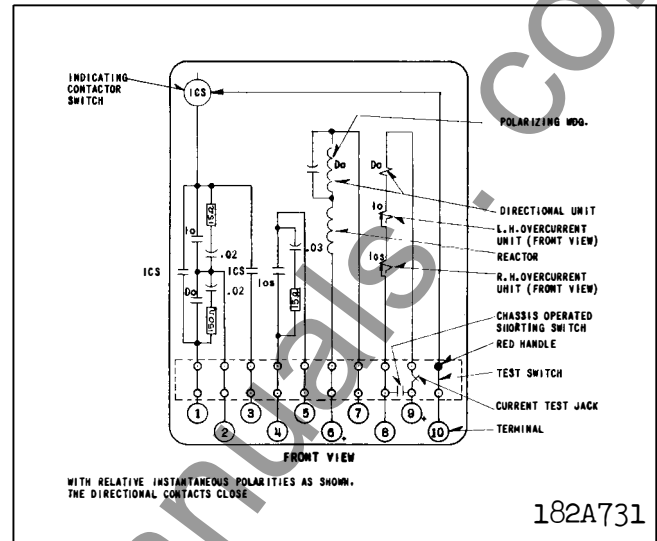 INDICATING
CONTACTOR
SWITCH
ICS
POLARIZING WDG.
Do
Do
DIRECTIONAL UNIT
Io
L.H.OVERCURRENT
UNIT (FRONT VIEW)
REACTOR
15Ω
Io
.02
.03
Ios
R.H.OVERCURRENT
UNIT (FRONT VIEW)
ICS
ICS
Ios
.02
Do
150Ω
15Ω
CHASSIS OPERATED
SHORTING SWITCH
RED HANDLE
TEST SWITCH
CURRENT TEST JACK
1 2 3 4 5 6 + 7 8 9 + 10
TERMINAL
FRONT VIEW
WITH RELATIVE INSTANTANEOUS POLARITIES AS SHOWN.
THE DIRECTIONAL CONTACTS CLOSE
182A731